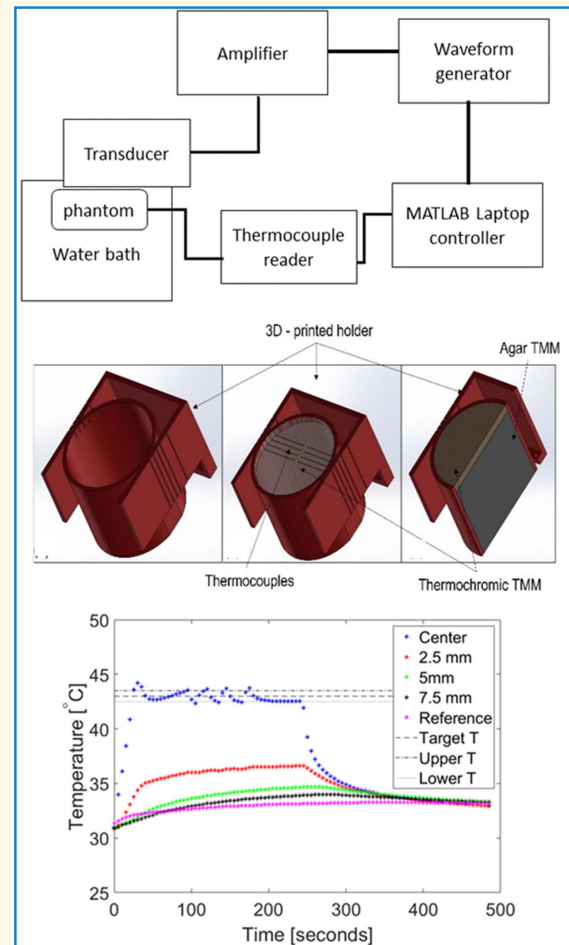 Amplifier
Waveform
generator
Transducer
phantom
Water bath
Thermocouple
reader
MATLAB Laptop
controller
3D - printed holder
Agar TMM
Thermocouples
Thermochromic TMM
Temperature [°C]
50
45
40
35
30
25
Center
2.5 mm
5mm
7.5 mm
Reference
Target T
Upper T
Lower T
0
100
200
300
400
500
Time [seconds]